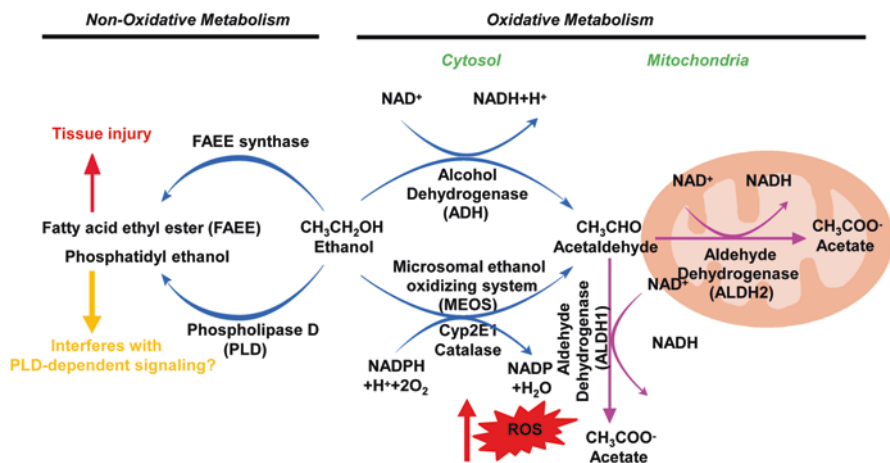 Non-Oxidative Metabolism
Oxidative Metabolism
Cytosol
Mitochondria
NAD⁺
NADH+H⁺
Tissue injury
FAEE synthase
Alcohol
Dehydrogenase
(ADH)
NAD⁺
NADH
Fatty acid ethyl ester (FAEE)
Phosphatidyl ethanol
CH₃CH₂OH
Ethanol
CH₃CHO
Acetaldehyde
CH₃COO⁻
Acetate
Aldehyde
Dehydrogenase
(ALDH2)
Microsomal ethanol
oxidizing system
(MEOS)
Cyp2E1
Catalase
NAD⁺
Phospholipase D
(PLD)
Aldehyde
Dehydrogenase
(ALDH1)
NADH
Interferes with
PLD-dependent signaling?
NADPH
+H⁺+2O₂
NADP
+H₂O
ROS
CH₃COO⁻
Acetate